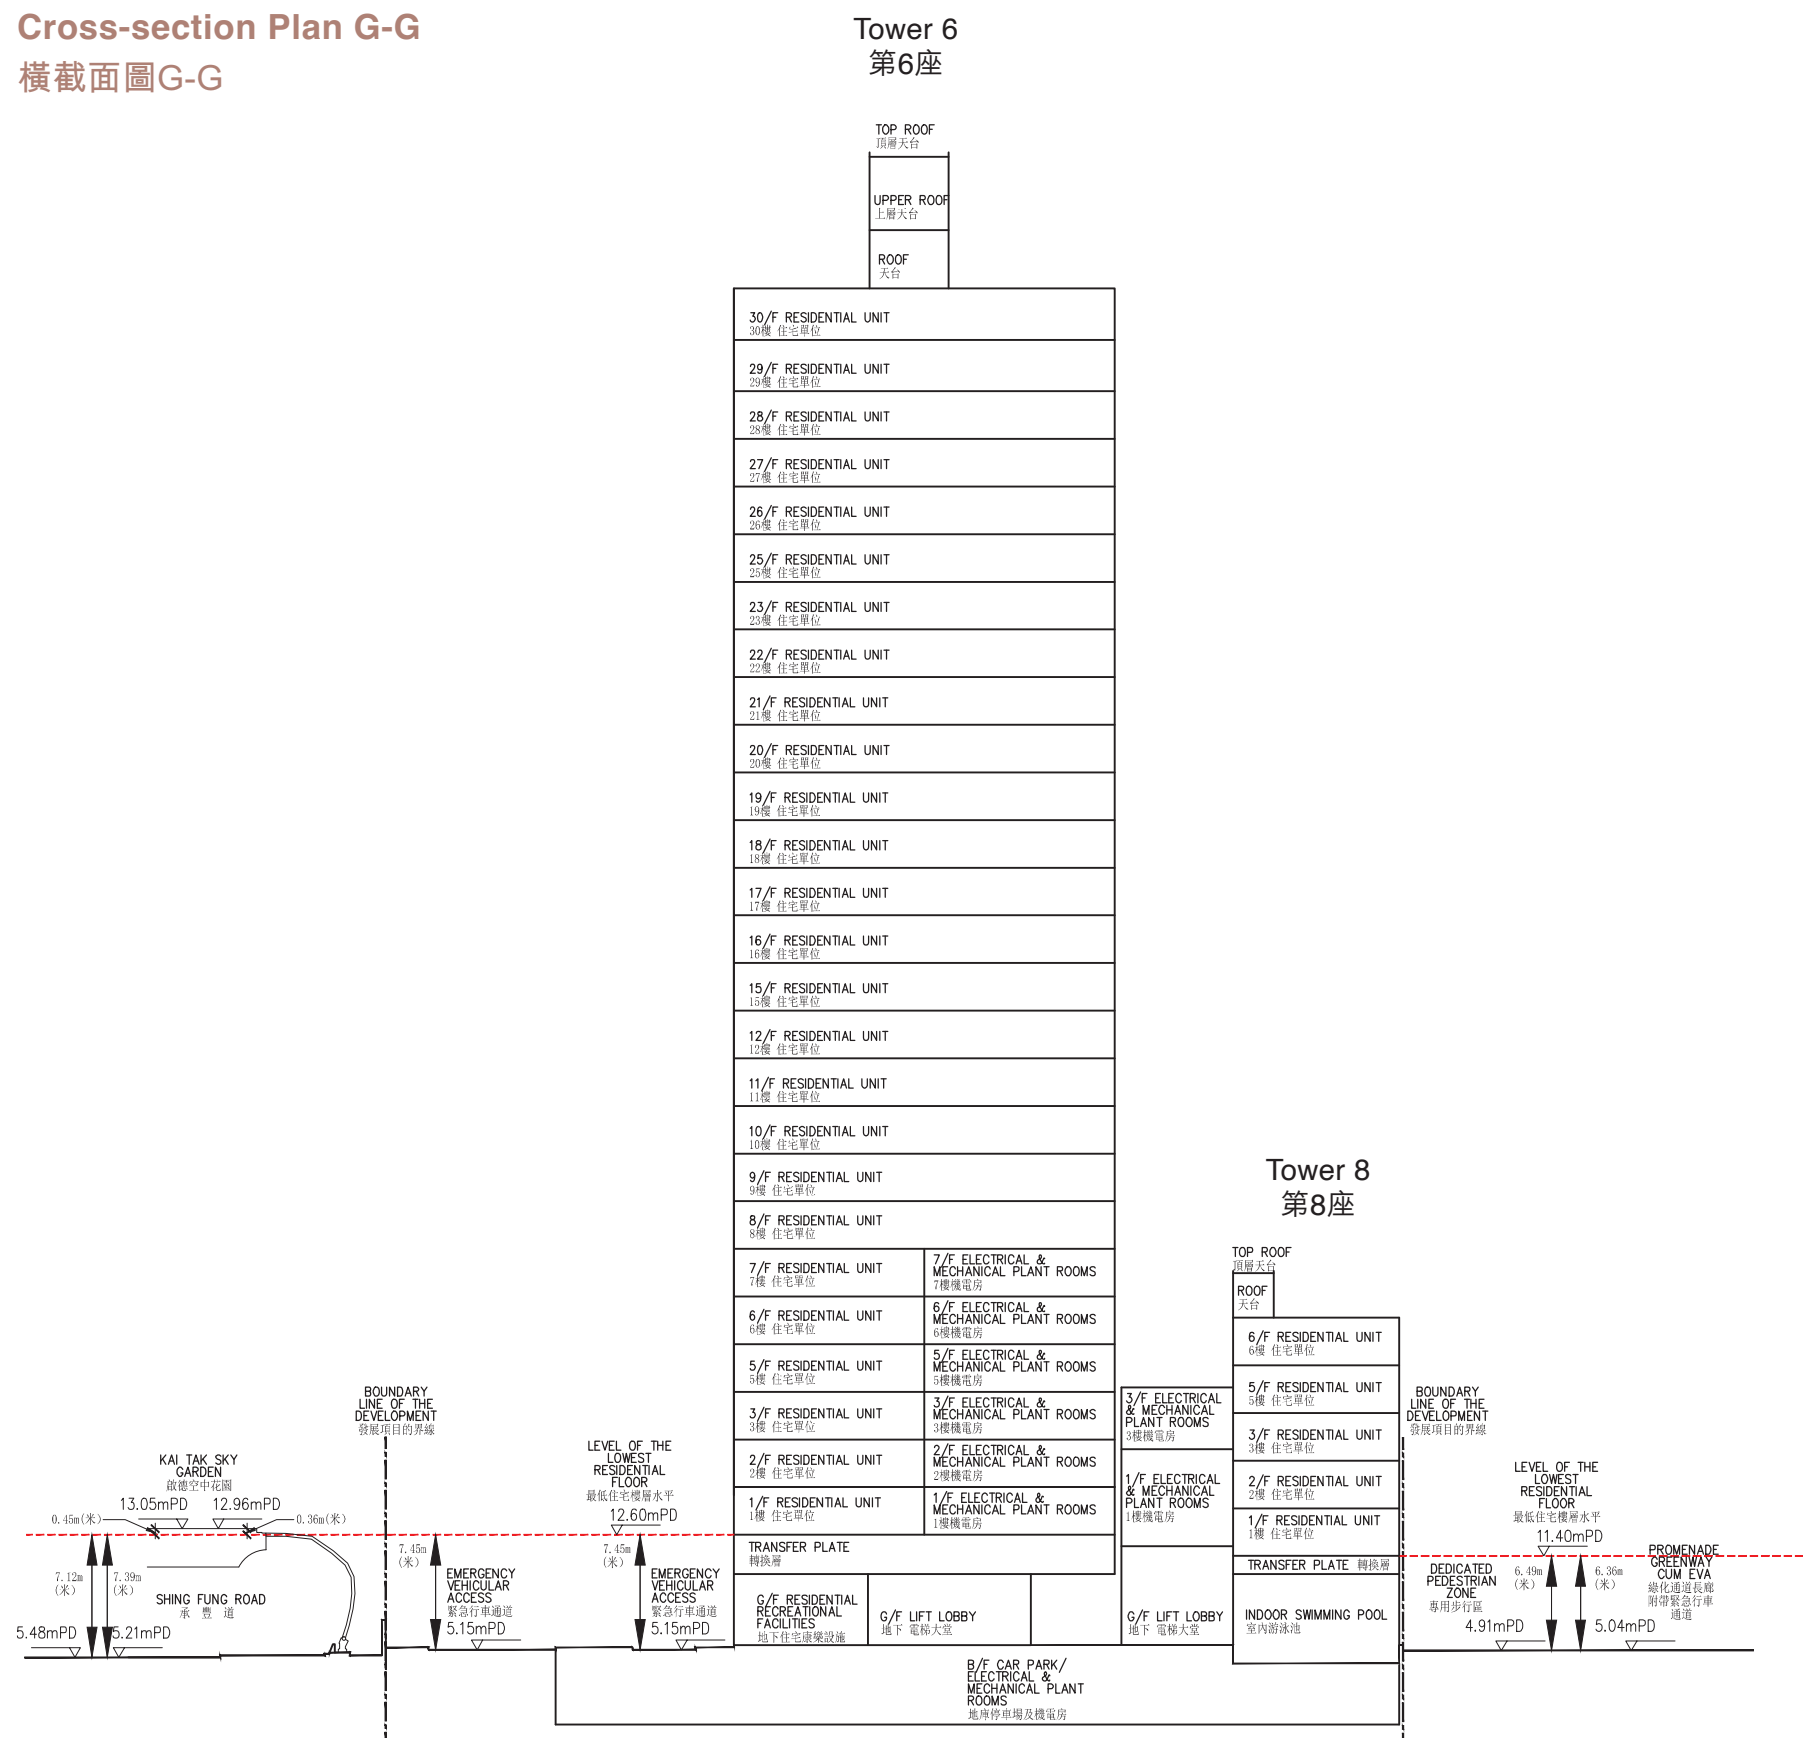 Cross-section Plan G-G
橫截面圖G-G
Tower 6
第6座
TOP ROOF
頂層天台
UPPER ROOF
上層天台
ROOF
天台
30/F RESIDENTIAL UNIT
30樓 住宅單位
29/F RESIDENTIAL UNIT
29樓 住宅單位
28/F RESIDENTIAL UNIT
28樓 住宅單位
27/F RESIDENTIAL UNIT
27樓 住宅單位
26/F RESIDENTIAL UNIT
26樓 住宅單位
25/F RESIDENTIAL UNIT
25樓 住宅單位
23/F RESIDENTIAL UNIT
23樓 住宅單位
22/F RESIDENTIAL UNIT
22樓 住宅單位
21/F RESIDENTIAL UNIT
21樓 住宅單位
20/F RESIDENTIAL UNIT
20樓 住宅單位
19/F RESIDENTIAL UNIT
19樓 住宅單位
18/F RESIDENTIAL UNIT
18樓 住宅單位
17/F RESIDENTIAL UNIT
17樓 住宅單位
16/F RESIDENTIAL UNIT
16樓 住宅單位
15/F RESIDENTIAL UNIT
15樓 住宅單位
12/F RESIDENTIAL UNIT
12樓 住宅單位
11/F RESIDENTIAL UNIT
11樓 住宅單位
10/F RESIDENTIAL UNIT
10樓 住宅單位
9/F RESIDENTIAL UNIT
9樓 住宅單位
8/F RESIDENTIAL UNIT
8樓 住宅單位
7/F RESIDENTIAL UNIT
7樓 住宅單位
7/F ELECTRICAL &
MECHANICAL PLANT ROOMS
7樓機電房
6/F RESIDENTIAL UNIT
6樓 住宅單位
6/F ELECTRICAL &
MECHANICAL PLANT ROOMS
6樓機電房
5/F RESIDENTIAL UNIT
5樓 住宅單位
5/F ELECTRICAL &
MECHANICAL PLANT ROOMS
5樓機電房
3/F RESIDENTIAL UNIT
3樓 住宅單位
3/F ELECTRICAL &
MECHANICAL PLANT ROOMS
3樓機電房
2/F RESIDENTIAL UNIT
2樓 住宅單位
2/F ELECTRICAL &
MECHANICAL PLANT ROOMS
2樓機電房
1/F RESIDENTIAL UNIT
1樓 住宅單位
1/F ELECTRICAL &
MECHANICAL PLANT ROOMS
1樓機電房
TRANSFER PLATE
轉換層
G/F RESIDENTIAL
RECREATIONAL
FACILITIES
地下住宅康樂設施
G/F LIFT LOBBY
地下 電梯大堂
3/F ELECTRICAL
& MECHANICAL
PLANT ROOMS
3樓機電房
1/F ELECTRICAL
& MECHANICAL
PLANT ROOMS
1樓機電房
G/F LIFT LOBBY
地下 電梯大堂
Tower 8
第8座
TOP ROOF
頂層天台
ROOF
天台
6/F RESIDENTIAL UNIT
6樓 住宅單位
5/F RESIDENTIAL UNIT
5樓 住宅單位
3/F RESIDENTIAL UNIT
3樓 住宅單位
2/F RESIDENTIAL UNIT
2樓 住宅單位
1/F RESIDENTIAL UNIT
1樓 住宅單位
TRANSFER PLATE 轉換層
INDOOR SWIMMING POOL
室內游泳池
B/F CAR PARK/
ELECTRICAL &
MECHANICAL PLANT
ROOMS
地庫停車場及機電房
KAI TAK SKY
GARDEN
啟德空中花園
13.05mPD
12.96mPD
0.45m(米)
0.36m(米)
7.12m
(米)
7.39m
(米)
SHING FUNG ROAD
承 豐 道
5.48mPD
5.21mPD
BOUNDARY
LINE OF THE
DEVELOPMENT
發展項目的界線
7.45m
(米)
EMERGENCY
VEHICULAR
ACCESS
緊急行車通道
5.15mPD
LEVEL OF THE
LOWEST
RESIDENTIAL
FLOOR
最低住宅樓層水平
12.60mPD
7.45m
(米)
EMERGENCY
VEHICULAR
ACCESS
緊急行車通道
5.15mPD
BOUNDARY
LINE OF THE
DEVELOPMENT
發展項目的界線
LEVEL OF THE
LOWEST
RESIDENTIAL
FLOOR
最低住宅樓層水平
11.40mPD
DEDICATED
PEDESTRIAN
ZONE
專用步行區
4.91mPD
6.49m
(米)
6.36m
(米)
PROMENADE
GREENWAY
CUM EVA
綠化通道長廊
附帶緊急行車
通道
5.04mPD